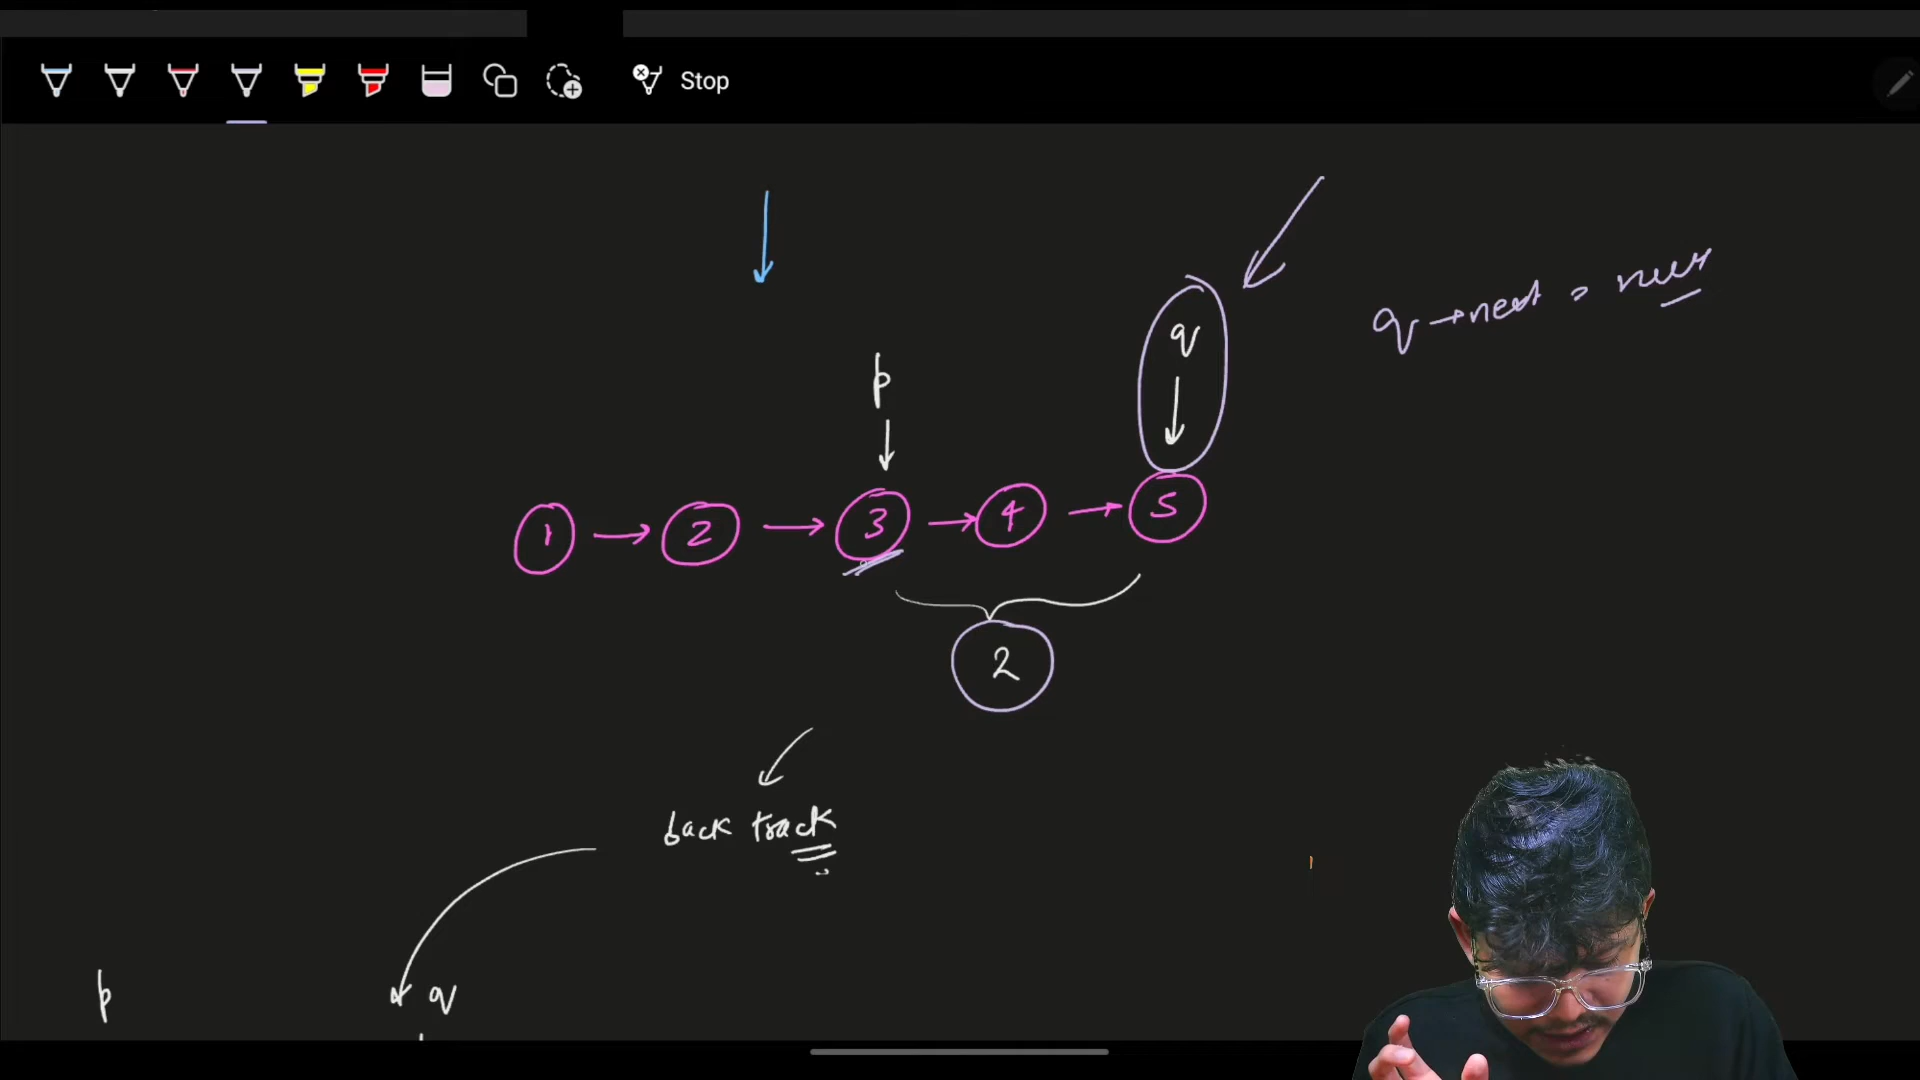 Stop
q → next = null
q
p
1 → 2 → 3 → 4 → 5
2
back track
p
q